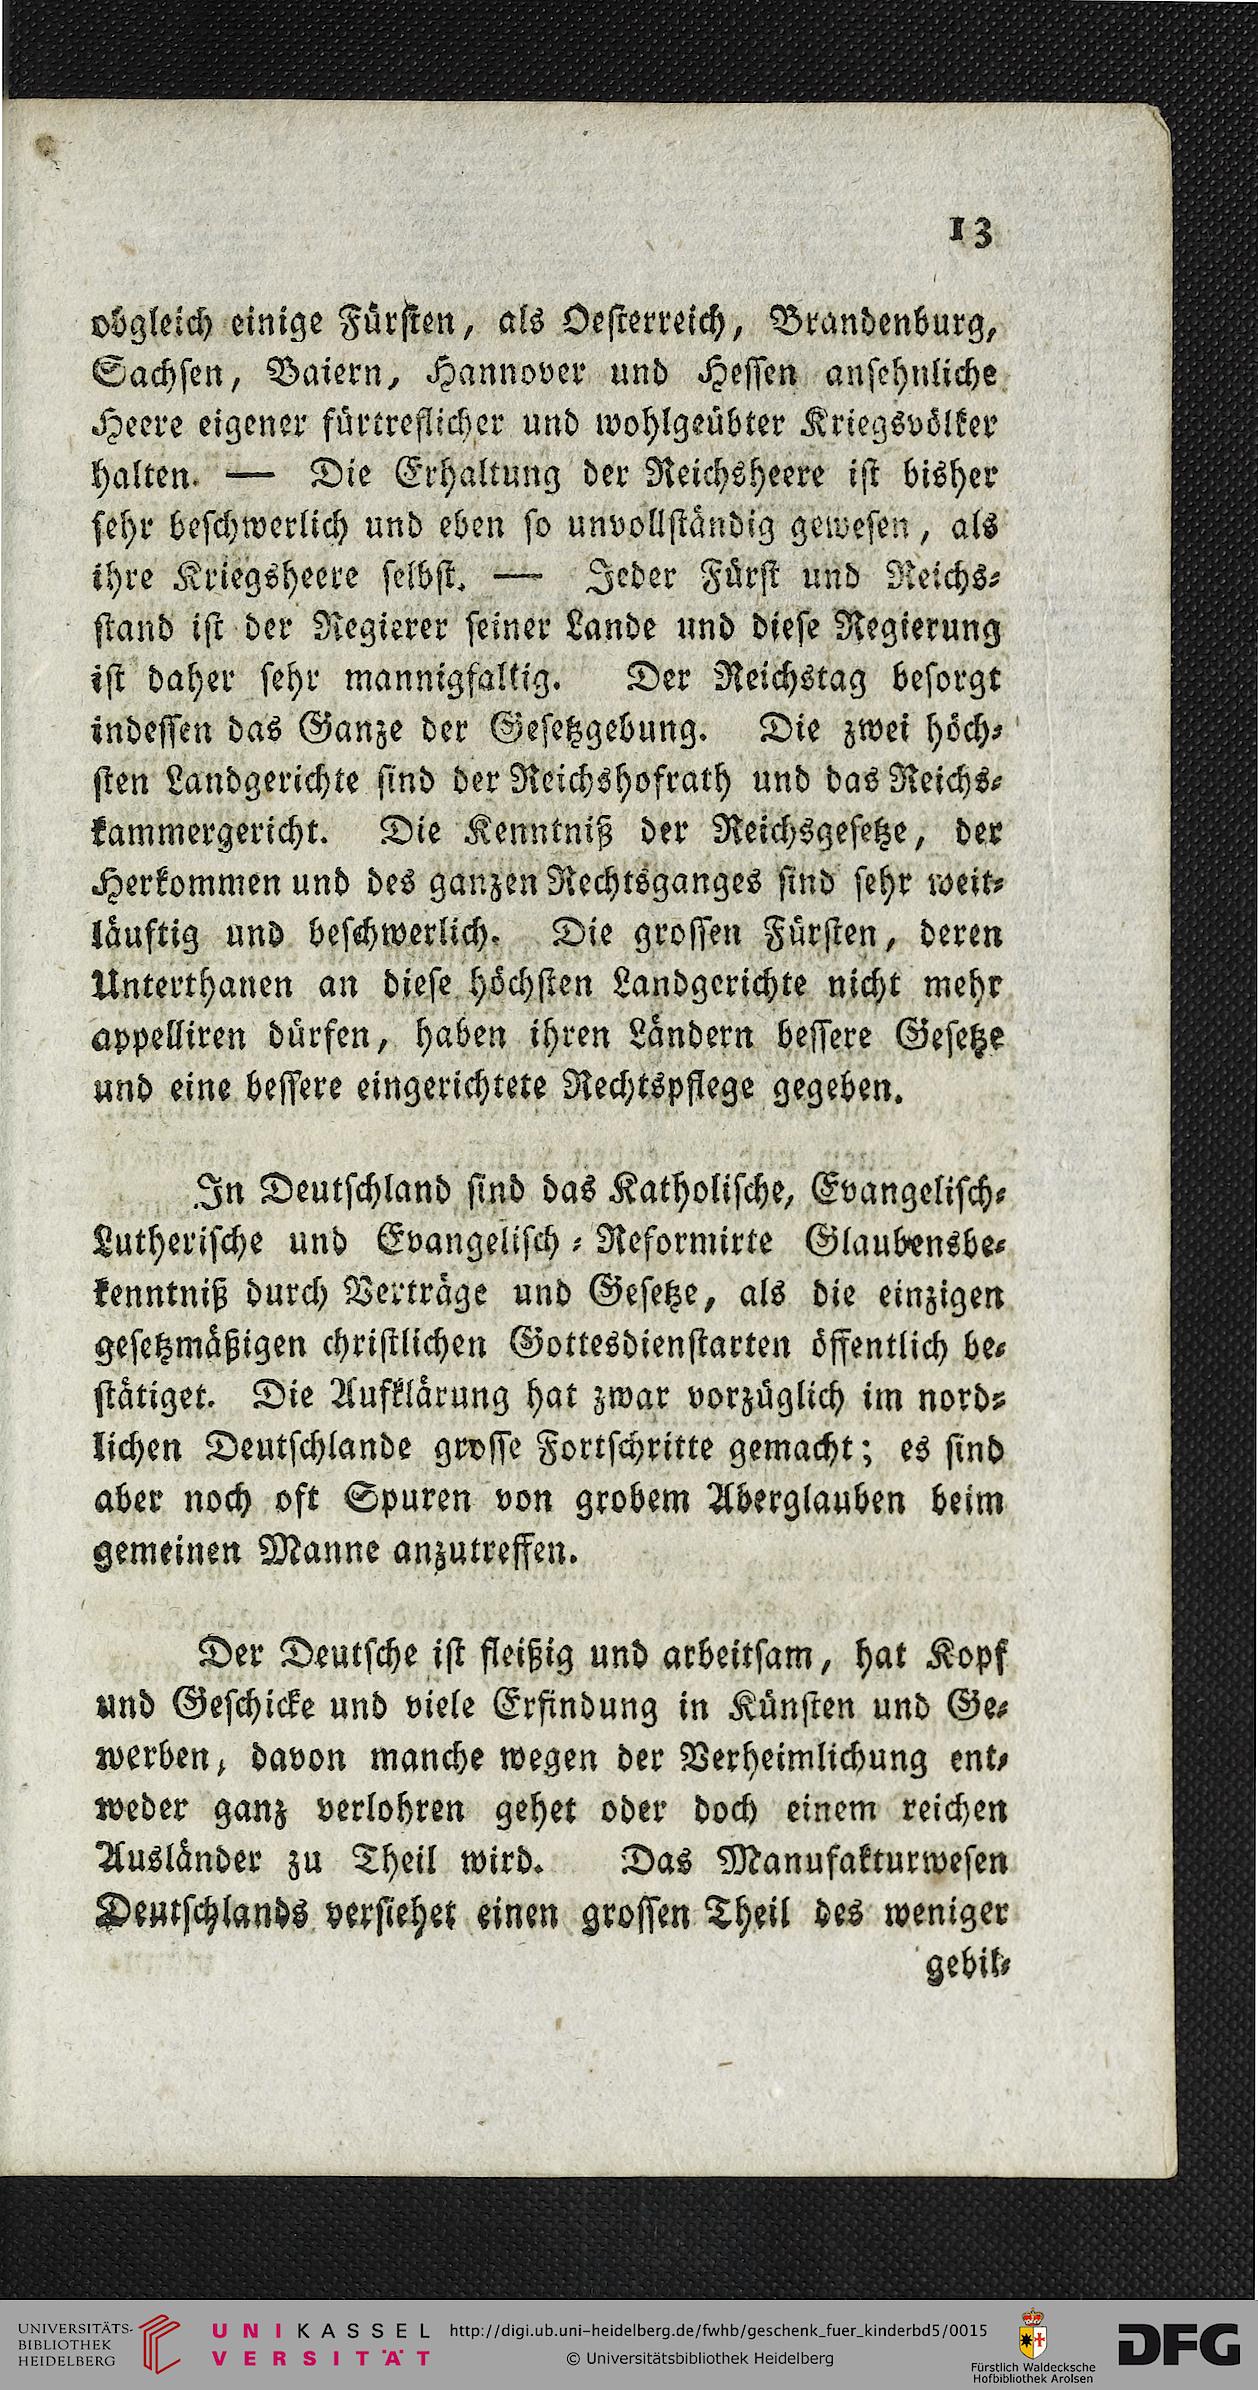 13
obgleich einige Fürsten, als Oesterreich, Brandenburg,
Sachsen, Baiern, Hannover und Hessen ansehnliche
Heere eigener fürtreflicher und wohlgeübter Kriegsvölker
halten. — Die Erhaltung der Reichsheere ist bisher
sehr beschwerlich und eben so unvollständig gewesen, als
ihre Kriegsheere selbst. — Jeder Fürst und Reichs-
stand ist der Regierer seiner Lande und diese Regierung
ist daher sehr mannigfaltig. Der Reichstag besorgt
indessen das Ganze der Gesetzgebung. Die zwei höch-
sten Landgerichte sind der Reichshofrath und das Reichs-
kammergericht. Die Kenntniß der Reichsgesetze, der
Herkommen und des ganzen Rechtsganges sind sehr weit-
läuftig und beschwerlich. Die grossen Fürsten, deren
Unterthanen an diese höchsten Landgerichte nicht mehr
appelliren dürfen, haben ihren Ländern bessere Gesetze
und eine bessere eingerichtete Rechtspflege gegeben.
In Deutschland sind das Katholische, Evangelisch-
Lutherische und Evangelisch-Reformirte Glaubensbe-
kenntniß durch Verträge und Gesetze, als die einzigen
gesetzmäßigen christlichen Gottesdienstarten öffentlich be-
stätiget. Die Aufklärung hat zwar vorzüglich im nord-
lichen Deutschlande grosse Fortschritte gemacht; es sind
aber noch oft Spuren von grobem Aberglauben beim
gemeinen Manne anzutreffen.
Der Deutsche ist fleißig und arbeitsam, hat Kopf
und Geschicke und viele Erfindung in Künsten und Ge-
werben, davon manche wegen der Verheimlichung ent-
weder ganz verlohren gehet oder doch einem reichen
Ausländer zu Theil wird. Das Manufakturwesen
Deutschlands versiehet einen grossen Theil des weniger
gebil-
UNIVERSITÄTS-
BIBLIOTHEK
HEIDELBERG
UNIKASSEL
VERSITÄT
http://digi.ub.uni-heidelberg.de/fwhb/geschenk_fuer_kinderbd5/0015
© Universitätsbibliothek Heidelberg
Fürstlich Waldecksche
Hofbibliothek Arolsen
DFG